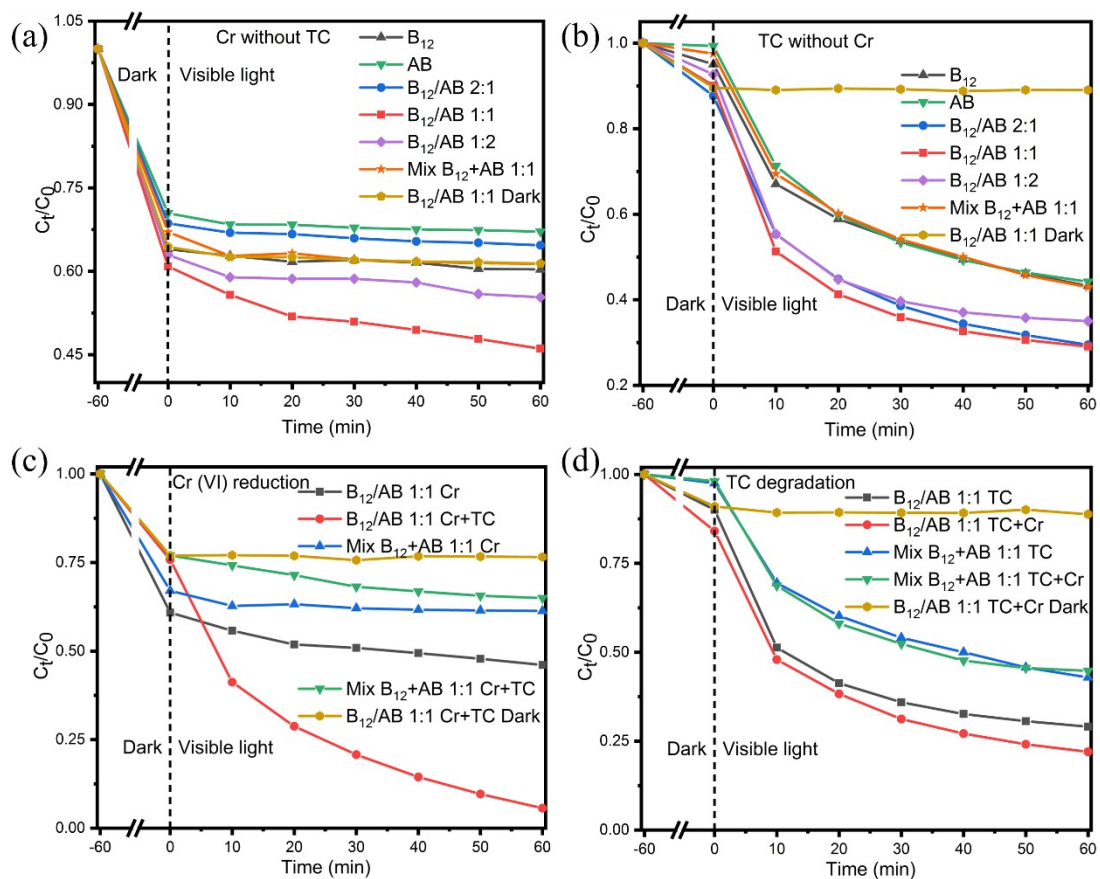 (a)
Cr without TC
B₁₂
AB
B₁₂/AB 2:1
B₁₂/AB 1:1
B₁₂/AB 1:2
Mix B₁₂+AB 1:1
B₁₂/AB 1:1 Dark
Dark
Visible light
1.05
0.90
0.75
0.60
0.45
Cₜ/C₀
-60
0
10
20
30
40
50
60
Time (min)
(b)
TC without Cr
B₁₂
AB
B₁₂/AB 2:1
B₁₂/AB 1:1
B₁₂/AB 1:2
Mix B₁₂+AB 1:1
B₁₂/AB 1:1 Dark
Dark
Visible light
1.0
0.8
0.6
0.4
0.2
Cₜ/C₀
-60
0
10
20
30
40
50
60
Time (min)
(c)
Cr (VI) reduction
B₁₂/AB 1:1 Cr
B₁₂/AB 1:1 Cr+TC
Mix B₁₂+AB 1:1 Cr
Mix B₁₂+AB 1:1 Cr+TC
B₁₂/AB 1:1 Cr+TC Dark
Dark
Visible light
1.00
0.75
0.50
0.25
0.00
Cₜ/C₀
-60
0
10
20
30
40
50
60
Time (min)
(d)
TC degradation
B₁₂/AB 1:1 TC
B₁₂/AB 1:1 TC+Cr
Mix B₁₂+AB 1:1 TC
Mix B₁₂+AB 1:1 TC+Cr
B₁₂/AB 1:1 TC+Cr Dark
Dark
Visible light
1.00
0.75
0.50
0.25
0.00
Cₜ/C₀
-60
0
10
20
30
40
50
60
Time (min)